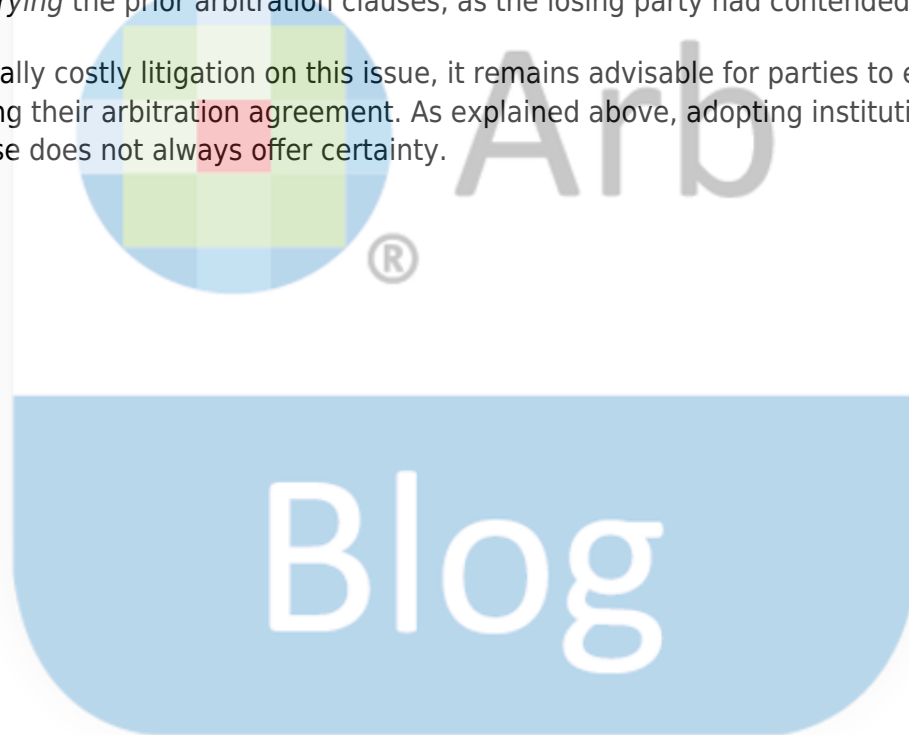 rying the prior arbitration clauses, as the losing party had contended
ally costly litigation on this issue, it remains advisable for parties to e
ng their arbitration agreement. As explained above, adopting instituti
se does not always offer certainty.
Arb
®
Blog